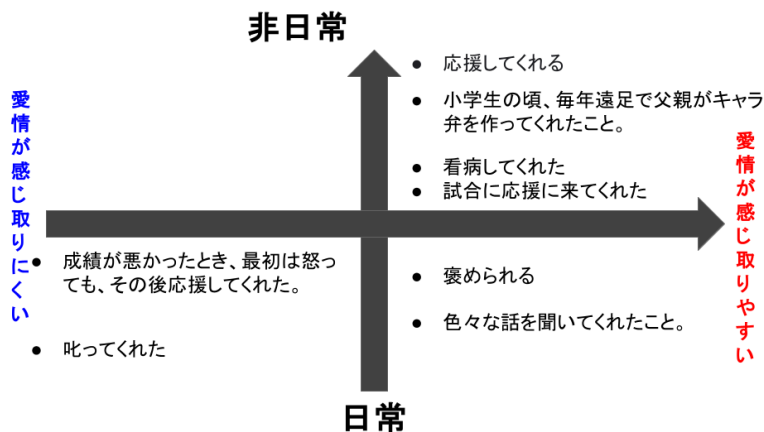 非日常
愛情が感じ取りにくい
● 応援してくれる
● 小学生の頃、毎年遠足で父親がキャラ
弁を作ってくれたこと。
● 看病してくれた
● 試合に応援に来てくれた
愛情が感じ取りやすい
● 成績が悪かったとき、最初は怒っ
ても、その後応援してくれた。
● 叱ってくれた
● 褒められる
● 色々な話を聞いてくれたこと。
日常